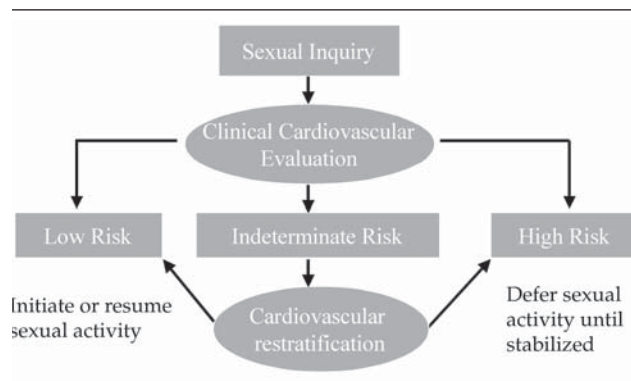 Sexual Inquiry
Clinical Cardiovascular
Evaluation
Low Risk
Indeterminate Risk
High Risk
Initiate or resume
sexual activity
Cardiovascular
restratification
Defer sexual
activity until
stabilized